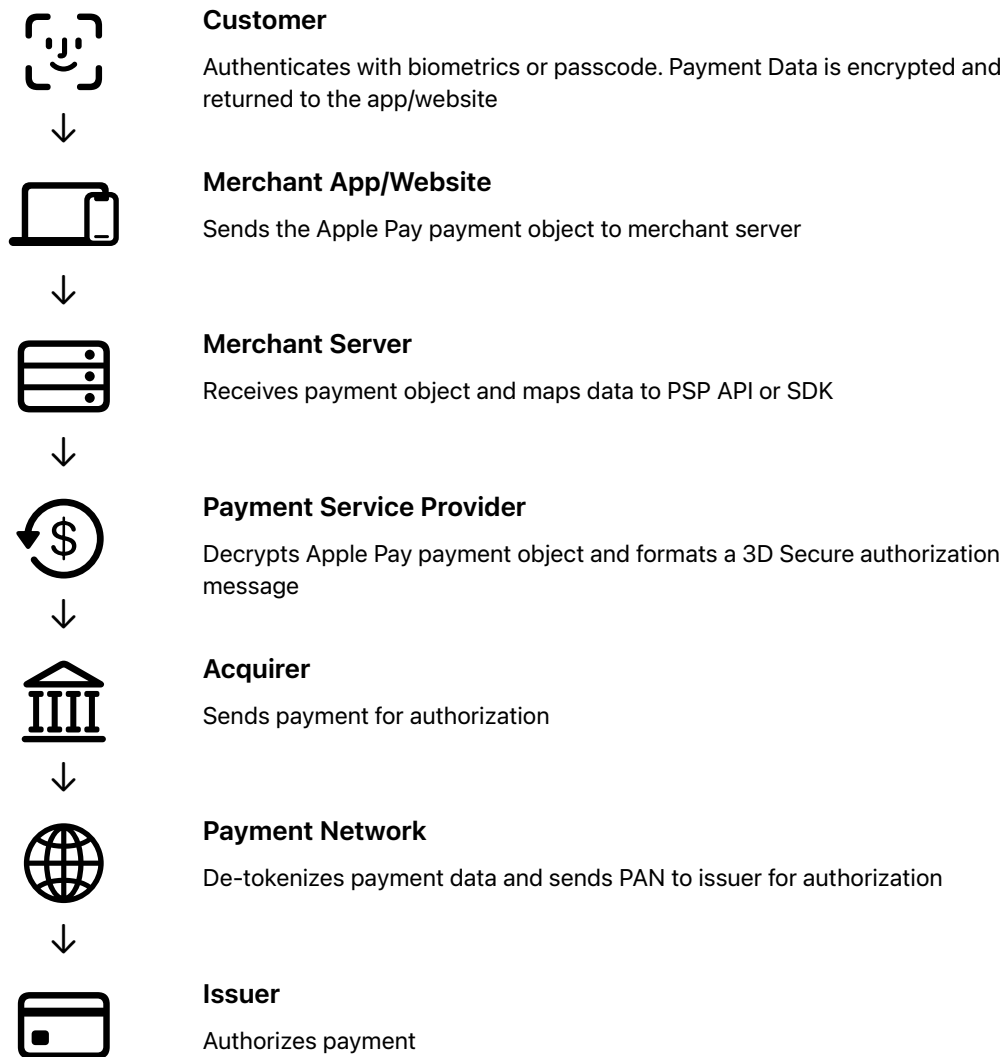 Customer
Authenticates with biometrics or passcode. Payment Data is encrypted and
returned to the app/website
Merchant App/Website
Sends the Apple Pay payment object to merchant server
Merchant Server
Receives payment object and maps data to PSP API or SDK
$
Payment Service Provider
Decrypts Apple Pay payment object and formats a 3D Secure authorization
message
Acquirer
Sends payment for authorization
Payment Network
De-tokenizes payment data and sends PAN to issuer for authorization
Issuer
Authorizes payment